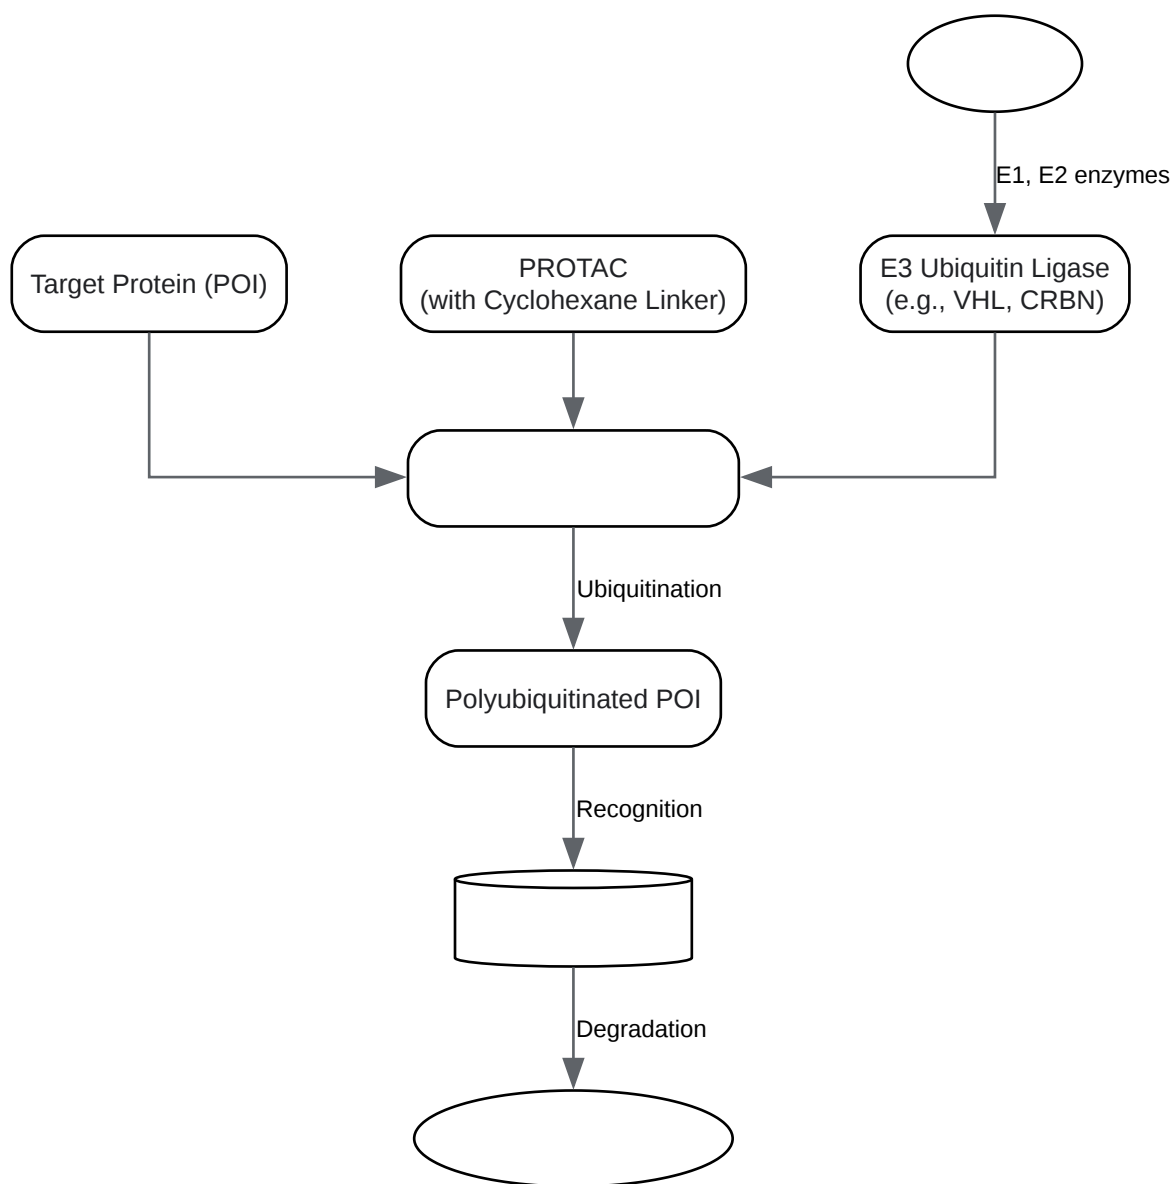 E1, E2 enzymes
Target Protein (POI)
PROTAC
(with Cyclohexane Linker)
E3 Ubiquitin Ligase
(e.g., VHL, CRBN)
Ubiquitination
Polyubiquitinated POI
Recognition
Degradation